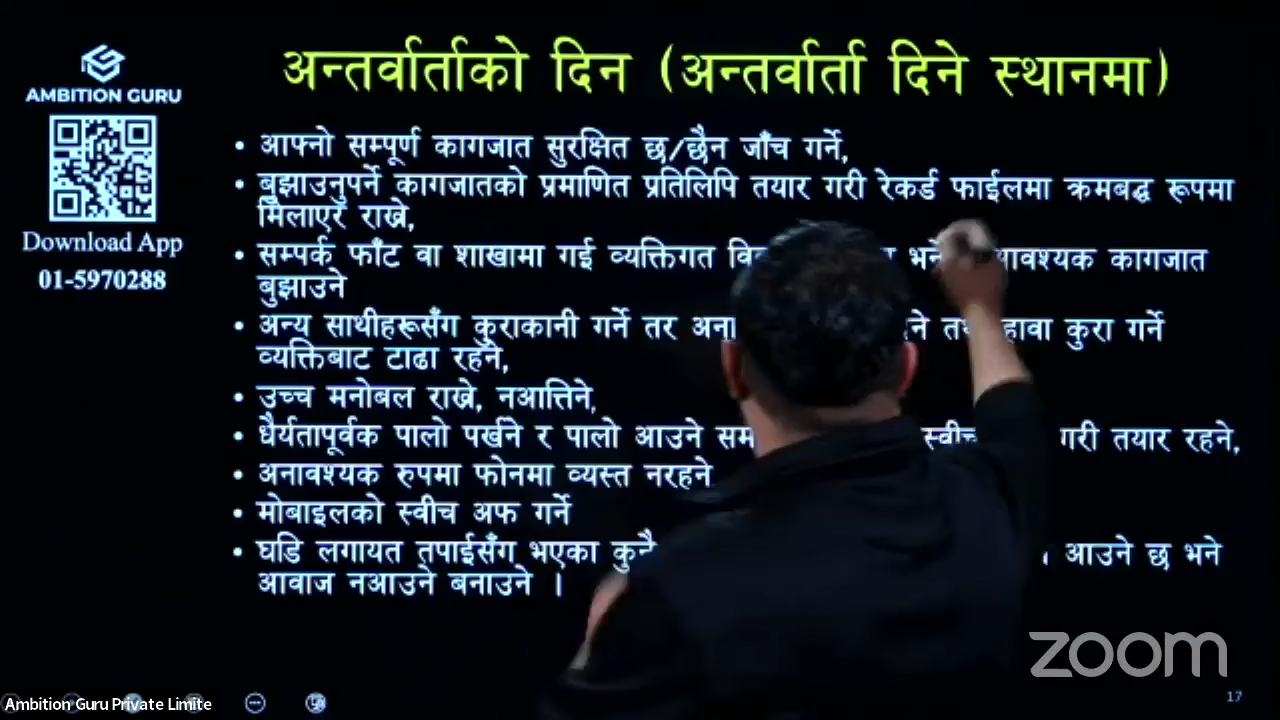 अन्तर्वार्ताको दिन (अन्तर्वार्ता दिने स्थानमा)
AMBITION GURU
Download App
01-5970288
• आफ्नो सम्पूर्ण कागजात सुरक्षित छ/छैन जाँच गर्ने,
• बुझाउनुपर्ने कागजातको प्रमाणित प्रतिलिपि तयार गरी रेकर्ड फाईलमा क्रमबद्ध रूपमा
मिलाएर राख्ने,
• सम्पर्क फाँट वा शाखामा गई व्यक्तिगत भने कागजात
बुझाउने
• अन्य साथीहरूसँग कुराकानी गर्ने तर हावा कुरा गर्ने
व्यक्तिबाट टाढा रहने,
• उच्च मनोबल राख्ने, नआत्तिने,
• धैर्यतापूर्वक पालो पर्खने र पालो आउने गरी तयार रहने,
• अनावश्यक रुपमा फोनमा व्यस्त नरहने
• मोबाइलको स्वीच अफ गर्ने
• घडि लगायत तपाईसँग भएका कुनै आउने छ भने
आवाज नआउने बनाउने ।
zoom
Ambition Guru Private Limite
17